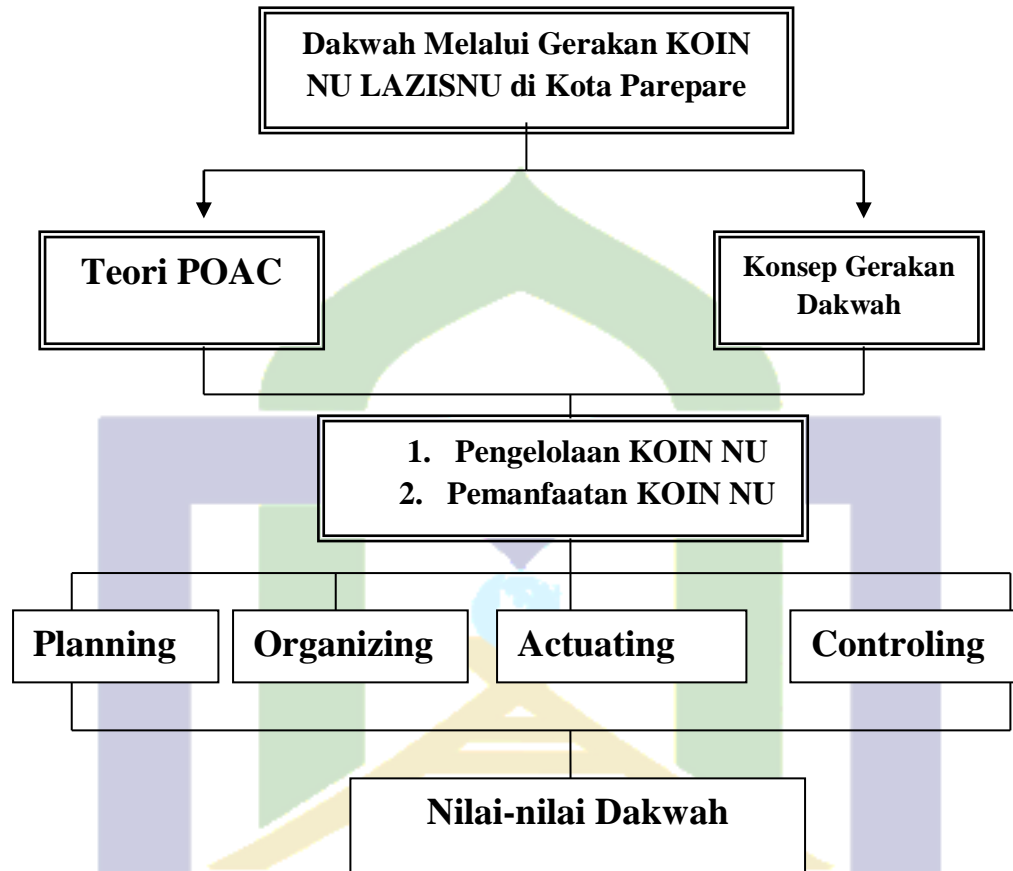 Dakwah Melalui Gerakan KOIN
NU LAZISNU di Kota Parepare
Teori POAC
Konsep Gerakan
Dakwah
1. Pengelolaan KOIN NU
2. Pemanfaatan KOIN NU
Planning
Organizing
Actuating
Controling
Nilai-nilai Dakwah